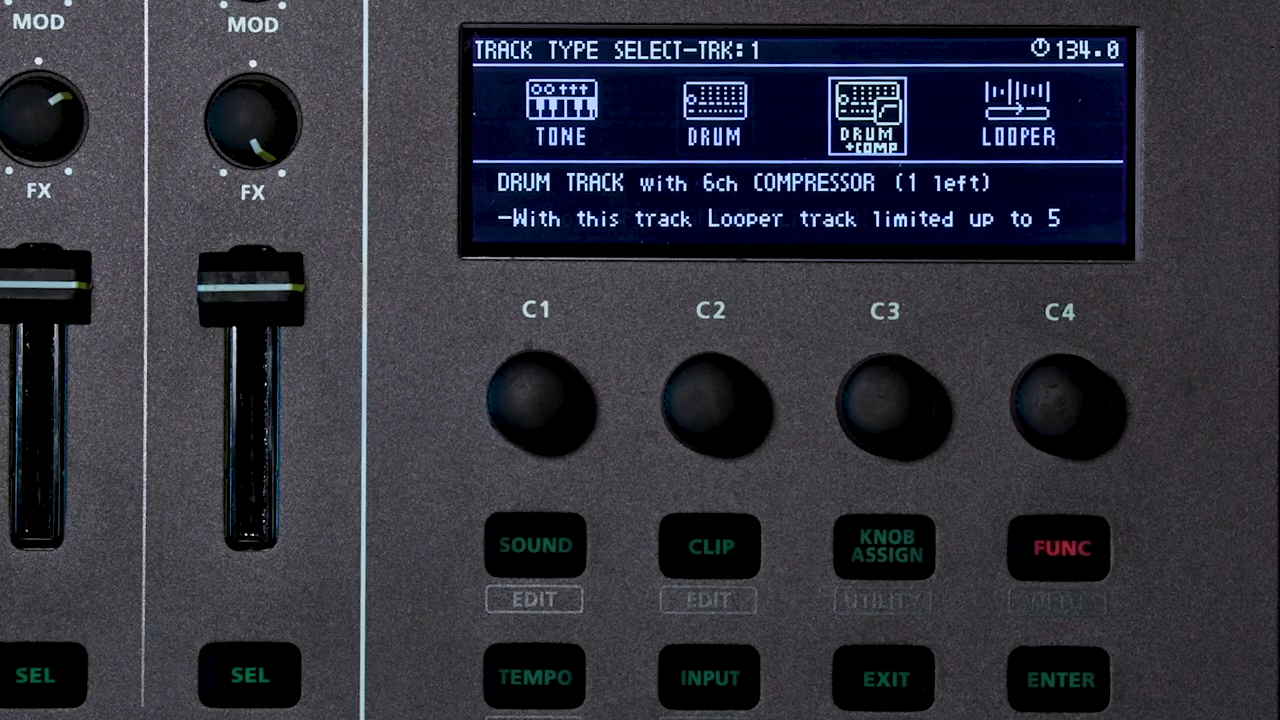 MOD
MOD
FX
FX
TRACK TYPE SELECT-TRK:1 134.0
TONE DRUM DRUM +COMP LOOPER
DRUM TRACK with 6ch COMPRESSOR (1 left)
-With this track Looper track limited up to 5
C1 C2 C3 C4
SOUND CLIP KNOB ASSIGN FUNC
EDIT EDIT UTILITY
SEL SEL
TEMPO INPUT EXIT ENTER